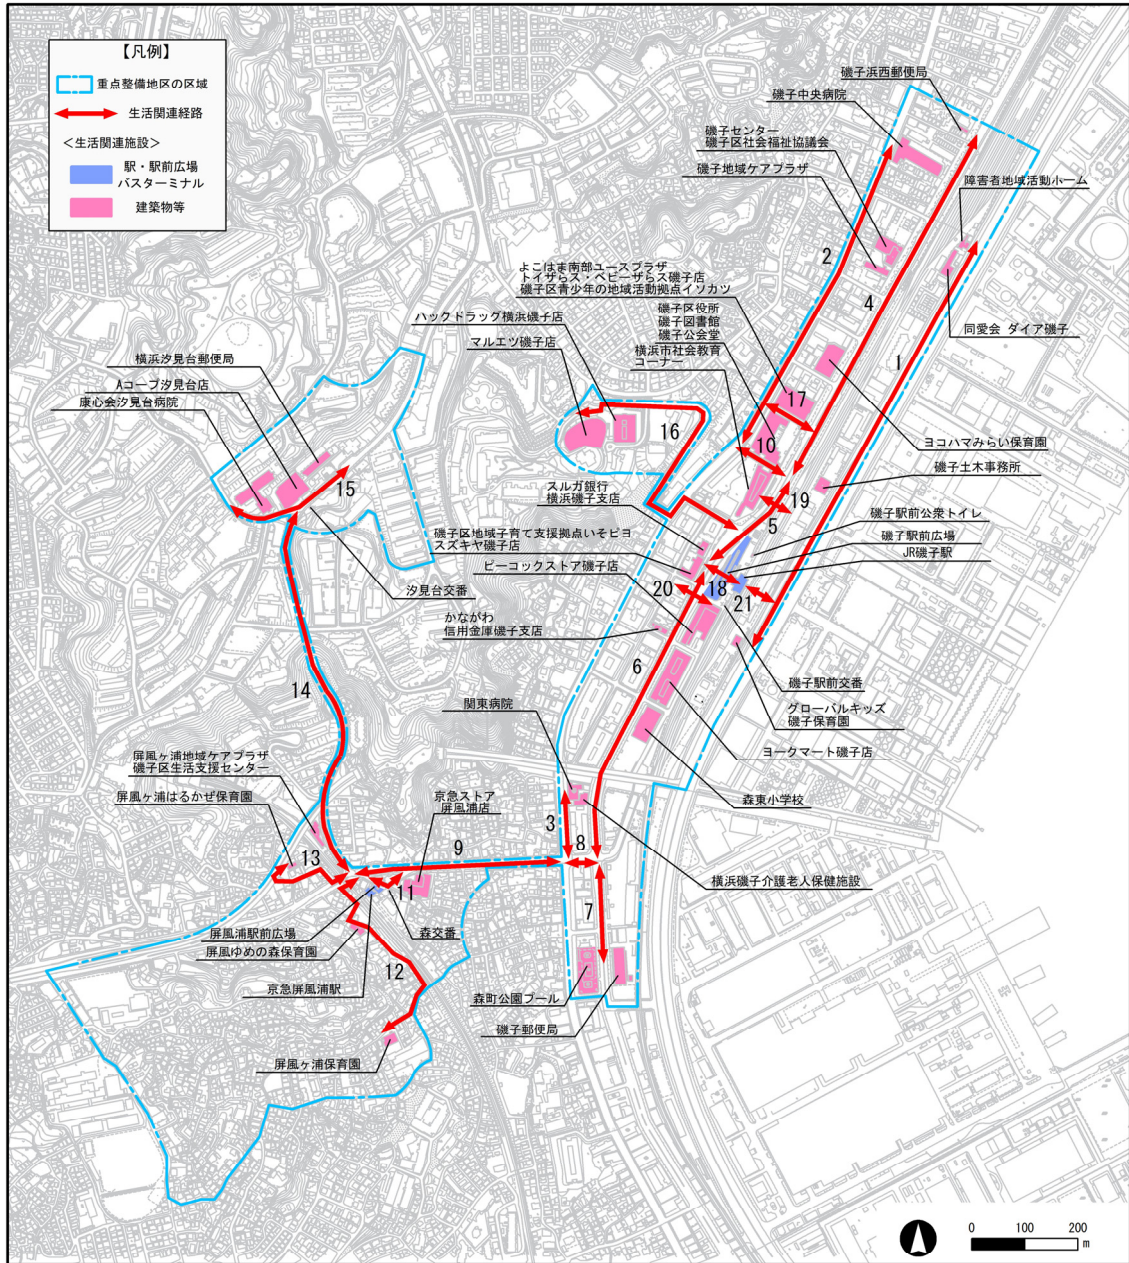 【凡例】
重点整備地区の区域
生活関連経路
＜生活関連施設＞
駅・駅前広場
バスターミナル
建築物等
磯子浜西郵便局
磯子中央病院
磯子センター
磯子区社会福祉協議会
磯子地域ケアプラザ
障害者地域活動ホーム
よこはま南部ユースプラザ
トイザらス・ベビーザらス磯子店
磯子区青少年の地域活動拠点イソカツ
ハックドラッグ横浜磯子店
マルエツ磯子店
磯子区役所
磯子図書館
磯子公会堂
横浜市社会教育
コーナー
同愛会 ダイア磯子
横浜汐見台郵便局
Aコープ汐見台店
康心会汐見台病院
ヨコハマみらい保育園
磯子土木事務所
スルガ銀行
横浜磯子支店
磯子駅前公衆トイレ
磯子駅前広場
JR磯子駅
磯子区地域子育て支援拠点いそピヨ
スズキヤ磯子店
ピーコックストア磯子店
汐見台交番
かながわ
信用金庫磯子支店
磯子駅前交番
グローバルキッズ
磯子保育園
ヨークマート磯子店
関東病院
森東小学校
屏風ヶ浦地域ケアプラザ
磯子区生活支援センター
屏風ヶ浦はるかぜ保育園
京急ストア
屏風浦店
横浜磯子介護老人保健施設
屏風浦駅前広場
森交番
屏風ゆめの森保育園
京急屏風浦駅
森町公園プール
磯子郵便局
屏風ヶ浦保育園
1
2
3
4
5
6
7
8
9
10
11
12
13
14
15
16
17
18
19
20
21
0 100 200
m